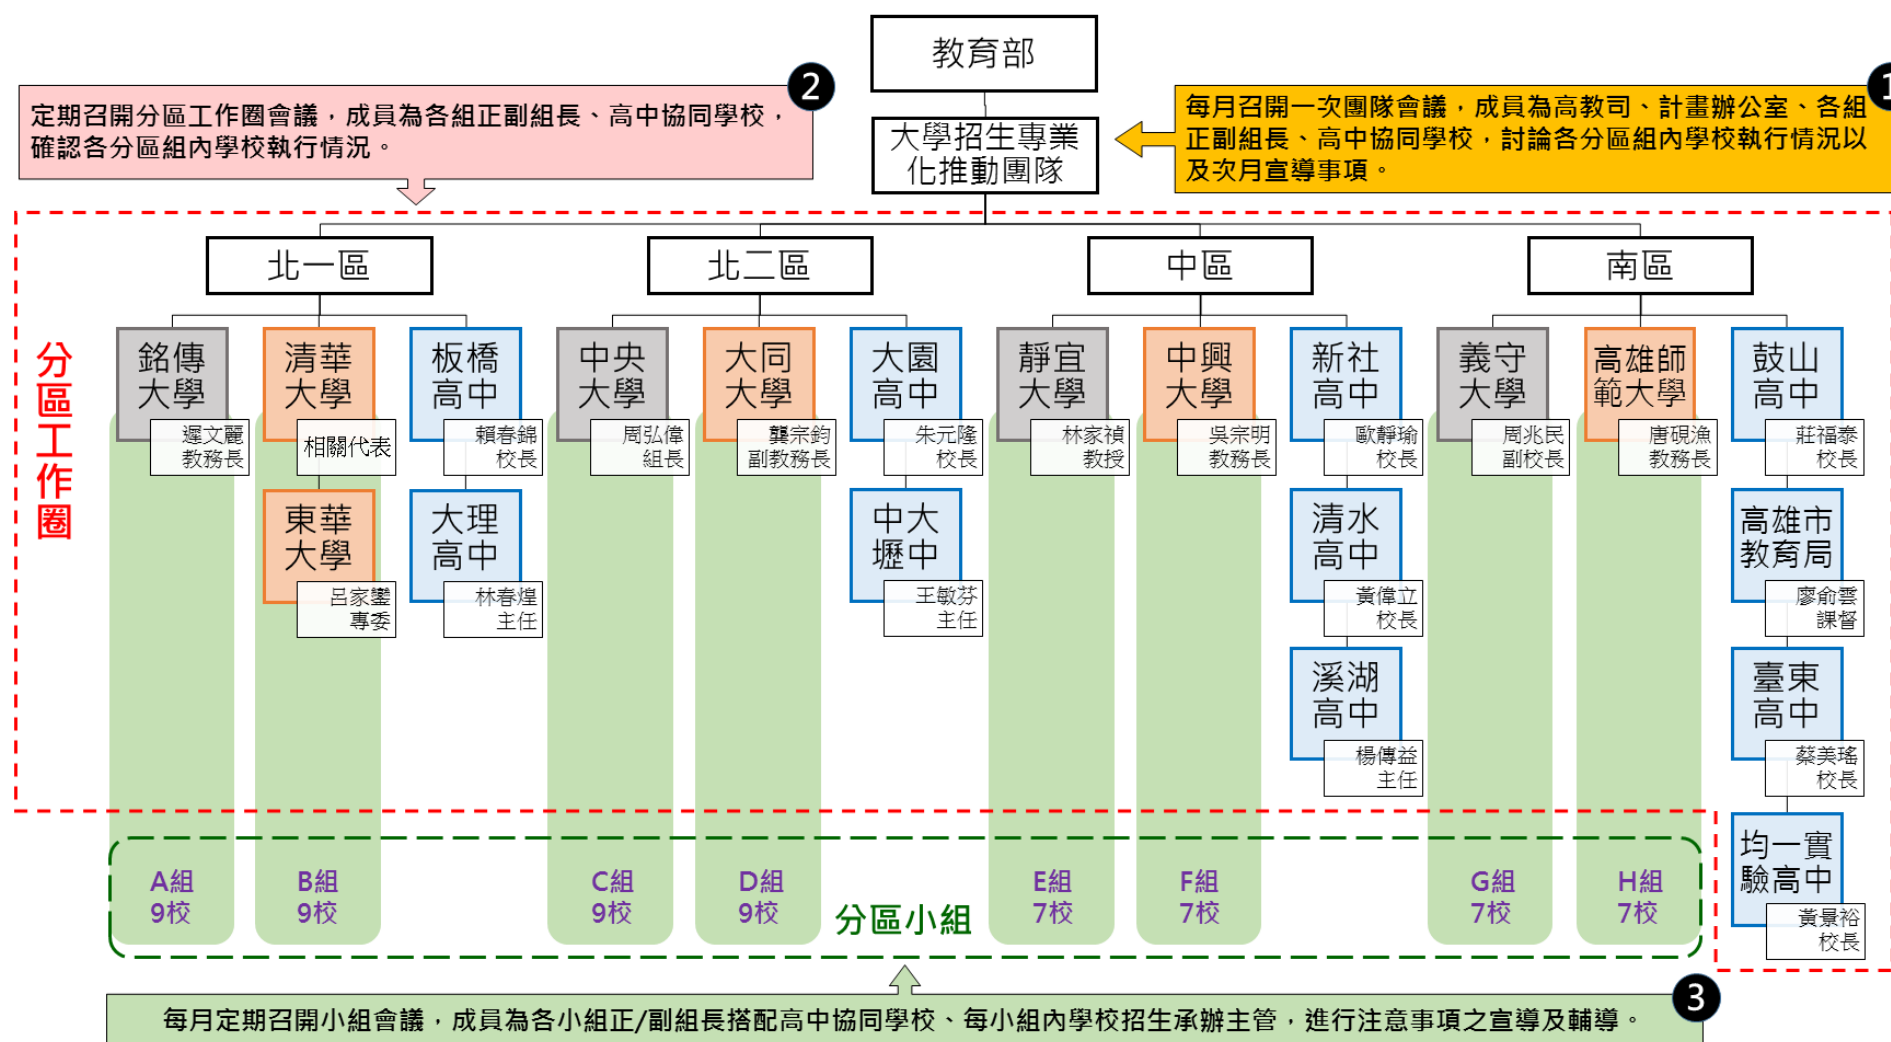 教育部
大學招生專業
化推動團隊
1
每月召開一次團隊會議，成員為高教司、計畫辦公室、各組
正副組長、高中協同學校，討論各分區組內學校執行情況以
及次月宣導事項。
2
定期召開分區工作圈會議，成員為各組正副組長、高中協同學校，
確認各分區組內學校執行情況。
分區工作圈
北一區
銘傳
大學
遲文麗
教務長
清華
大學
相關代表
東華
大學
呂家鑾
專委
板橋
高中
賴春錦
校長
大理
高中
林春煌
主任
北二區
中央
大學
周弘偉
組長
大同
大學
龔宗鈞
副教務長
大園
高中
朱元隆
校長
中大
壢中
王敏芬
主任
中區
靜宜
大學
林家禎
教授
中興
大學
吳宗明
教務長
新社
高中
歐靜瑜
校長
清水
高中
黃偉立
校長
溪湖
高中
楊傳益
主任
南區
義守
大學
周兆民
副校長
高雄師
範大學
唐硯漁
教務長
鼓山
高中
莊福泰
校長
高雄市
教育局
廖俞雲
課督
臺東
高中
蔡美瑤
校長
均一實
驗高中
黃景裕
校長
A組
9校
B組
9校
C組
9校
D組
9校
E組
7校
F組
7校
G組
7校
H組
7校
分區小組
3
每月定期召開小組會議，成員為各小組正/副組長搭配高中協同學校、每小組內學校招生承辦主管，進行注意事項之宣導及輔導。